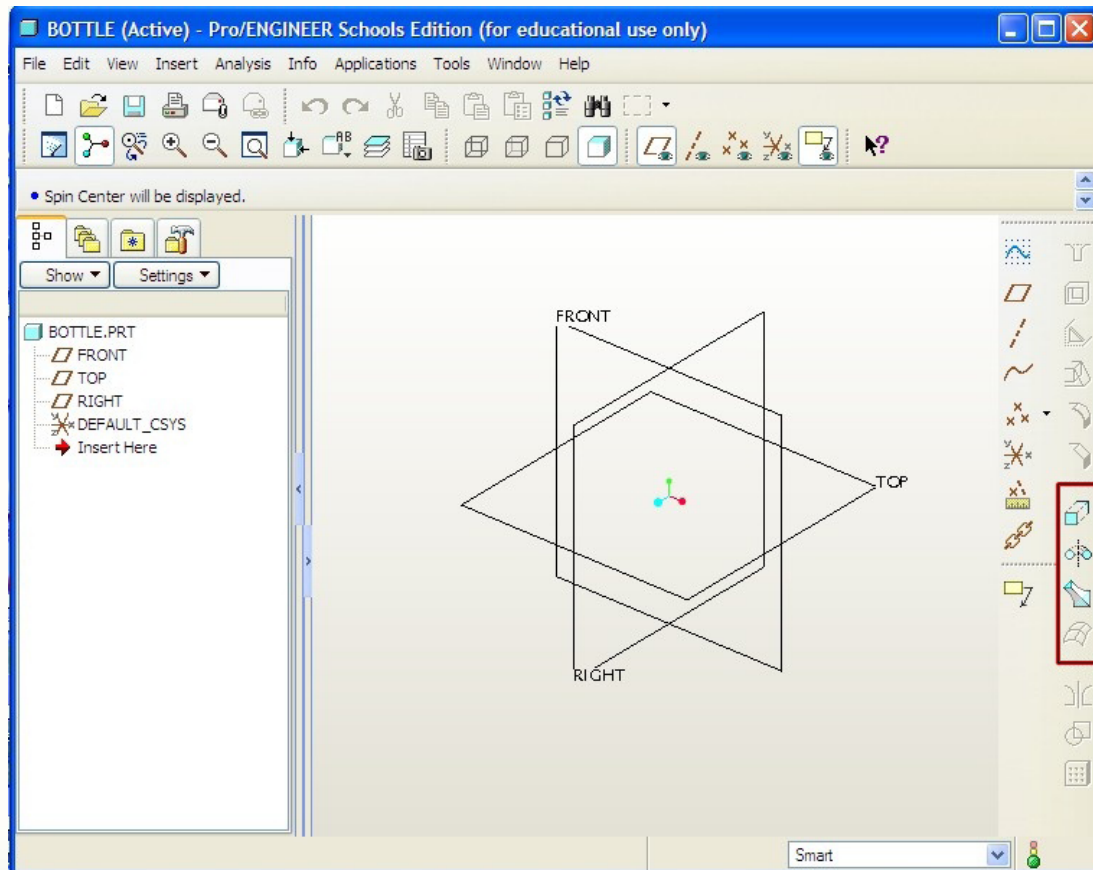 BOTTLE (Active) - Pro/ENGINEER Schools Edition (for educational use only)
File Edit View Insert Analysis Info Applications Tools Window Help
• Spin Center will be displayed.
Show Settings
BOTTLE.PRT
FRONT
TOP
RIGHT
DEFAULT_CSYS
Insert Here
FRONT
TOP
RIGHT
Smart